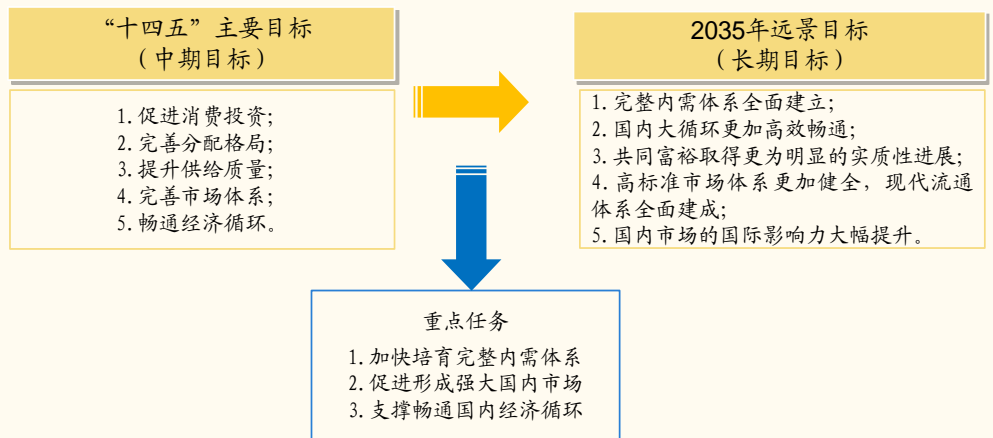 “十四五”主要目标
（中期目标）
1.促进消费投资；
2.完善分配格局；
3.提升供给质量；
4.完善市场体系；
5.畅通经济循环。
2035年远景目标
（长期目标）
1.完整内需体系全面建立；
2.国内大循环更加高效畅通；
3.共同富裕取得更为明显的实质性进展；
4.高标准市场体系更加健全，现代流通
体系全面建成；
5.国内市场的国际影响力大幅提升。
重点任务
1.加快培育完整内需体系
2.促进形成强大国内市场
3.支撑畅通国内经济循环